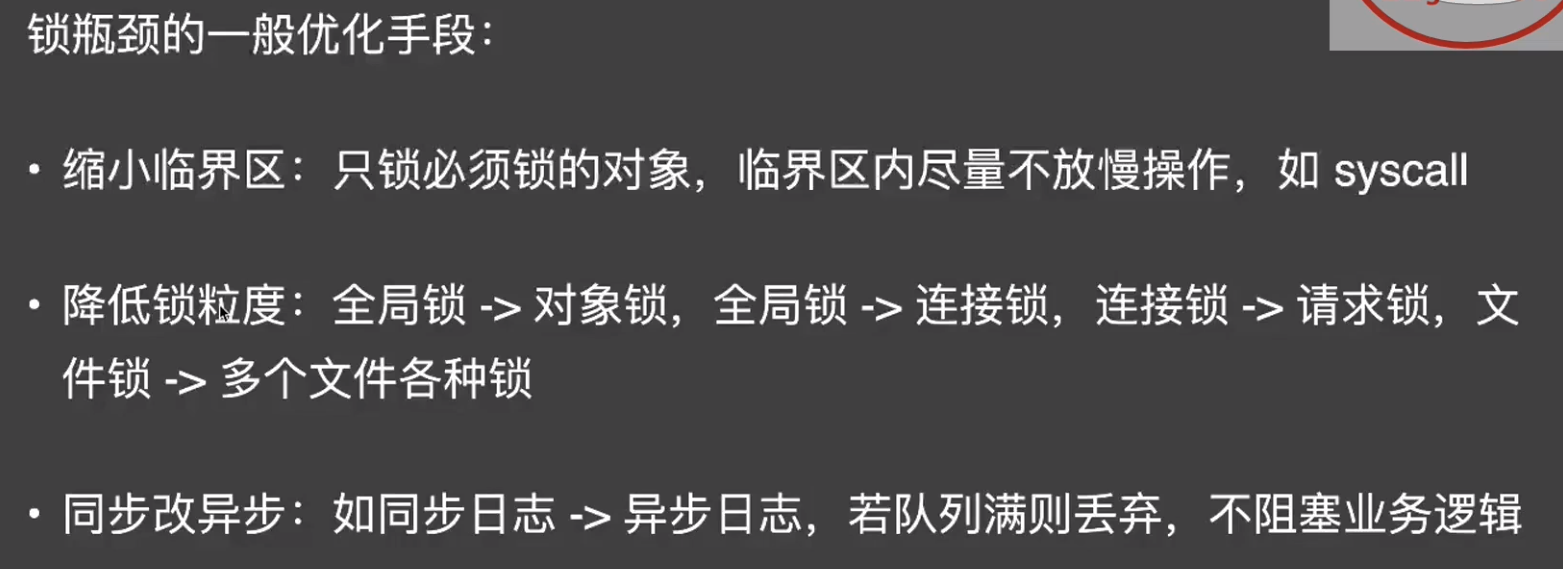 锁瓶颈的一般优化手段：
• 缩小临界区：只锁必须锁的对象，临界区内尽量不放慢操作，如 syscall
• 降低锁粒度：全局锁 -> 对象锁，全局锁 -> 连接锁，连接锁 -> 请求锁，文
件锁 -> 多个文件各种锁
• 同步改异步：如同步日志 -> 异步日志，若队列满则丢弃，不阻塞业务逻辑